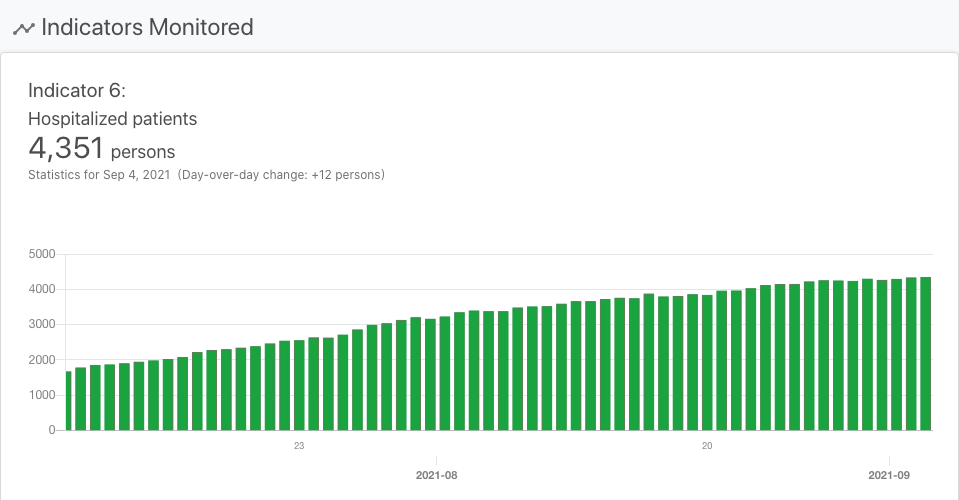 Indicators Monitored
Indicator 6:
Hospitalized patients
4,351 persons
Statistics for Sep 4, 2021 (Day-over-day change: +12 persons)
5000
4000
3000
2000
1000
0
23
20
2021-08
2021-09